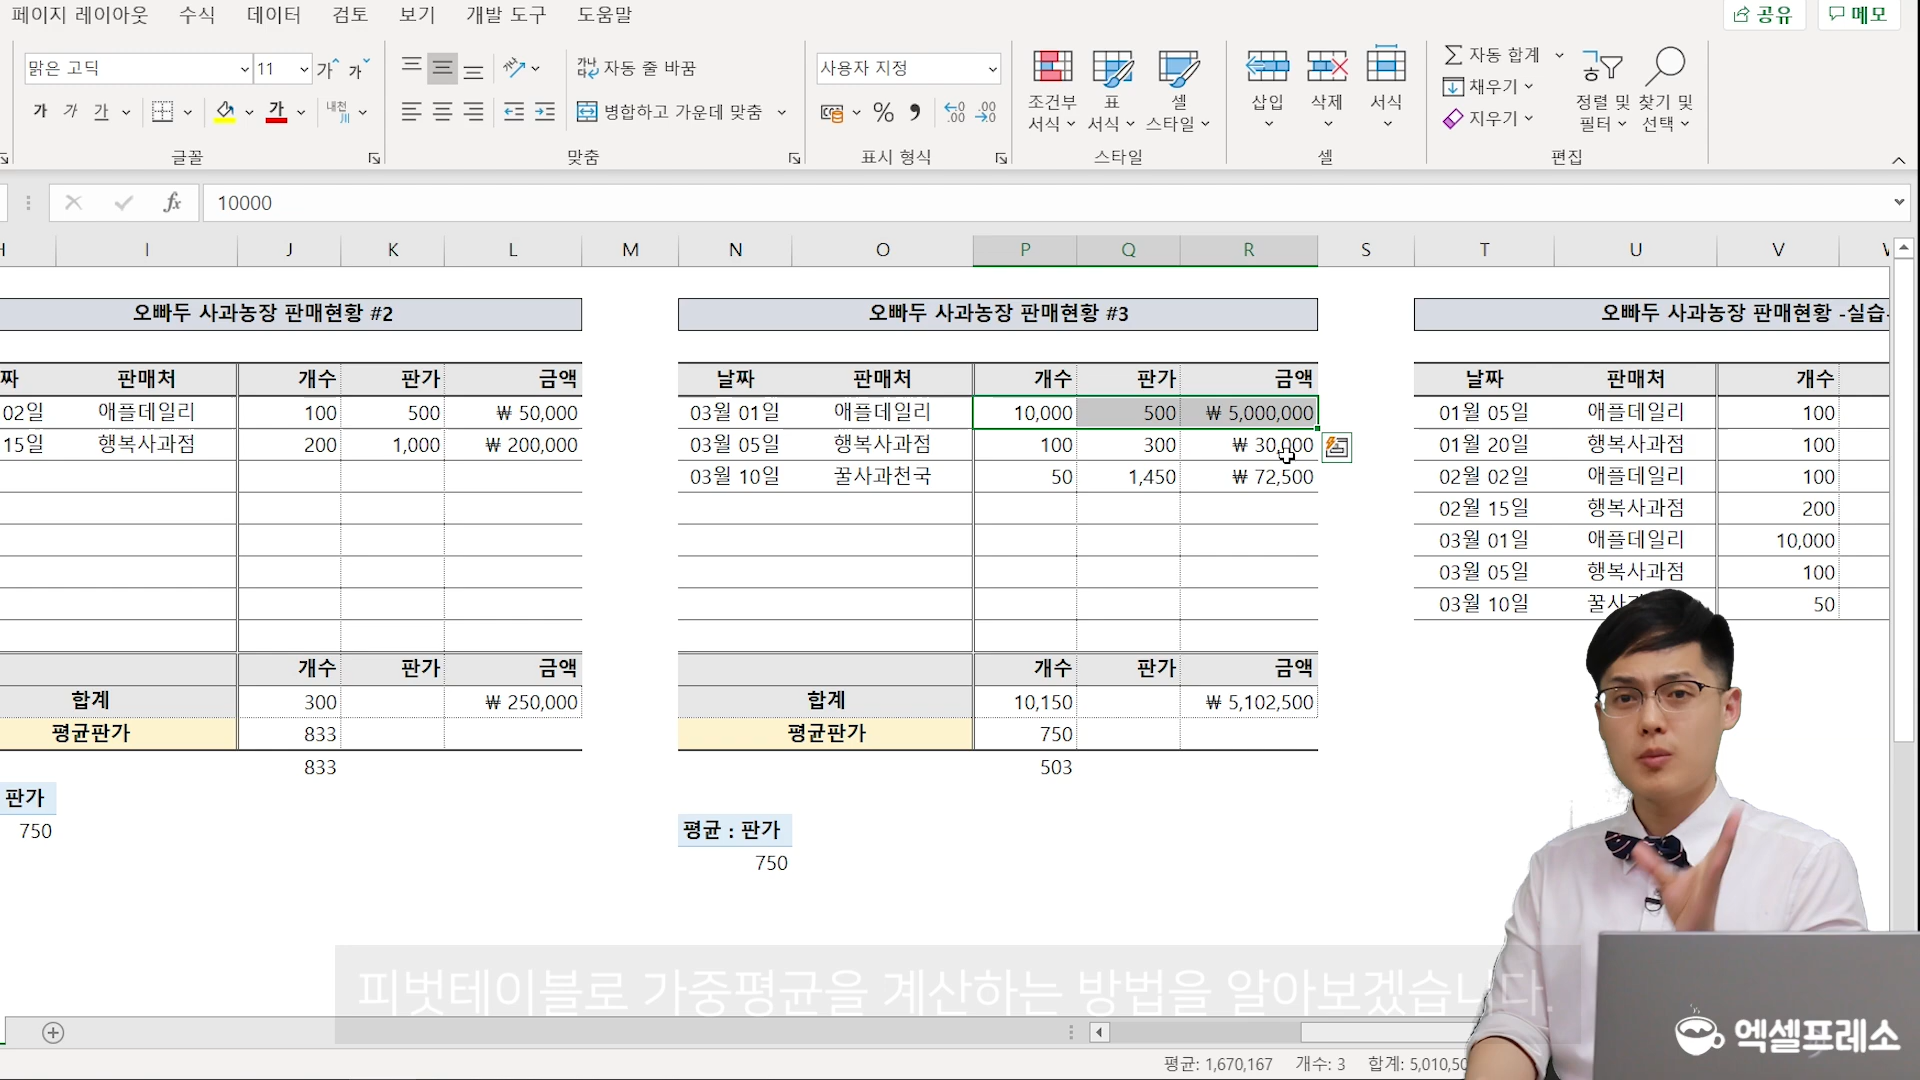 페이지 레이아웃 수식 데이터 검토 보기 개발 도구 도움말 공유 메모
맑은 고딕 11 가 가 자동 줄 바꿈 사용자 지정
가 가 가 가 내천 병합하고 가운데 맞춤 % 
조건부 서식 표 서식 셀 스타일 삽입 삭제 서식 자동 합계 채우기 지우기 정렬 및 필터 찾기 및 선택
글꼴 맞춤 표시 형식 스타일 셀 편집
fx 10000
H I J K L M N O P Q R S T U V
오빠두 사과농장 판매현황 #2
짜 판매처 개수 판가 금액
02일 애플데일리 100 500 ₩ 50,000
15일 행복사과점 200 1,000 ₩ 200,000
개수 판가 금액
합계 300 ₩ 250,000
평균판가 833
833
판가
750
오빠두 사과농장 판매현황 #3
날짜 판매처 개수 판가 금액
03월 01일 애플데일리 10,000 500 ₩ 5,000,000
03월 05일 행복사과점 100 300 ₩ 30,000
03월 10일 꿀사과천국 50 1,450 ₩ 72,500
개수 판가 금액
합계 10,150 ₩ 5,102,500
평균판가 750
503
평균 : 판가
750
오빠두 사과농장 판매현황 -실습-
날짜 판매처 개수
01월 05일 애플데일리 100
01월 20일 행복사과점 100
02월 02일 애플데일리 100
02월 15일 행복사과점 200
03월 01일 애플데일리 10,000
03월 05일 행복사과점 100
03월 10일 꿀사 50
피벗테이블로 가중평균을 계산하는 방법을 알아보겠습니다.
엑셀프레소
평균: 1,670,167 개수: 3 합계: 5,010,50